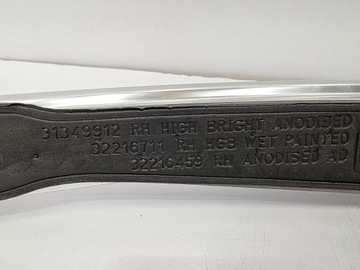 31349912 RH HIGH BRIGHT ANODISED
32216711 RH HGB WET PAINTED
32216459 RH ANODISED AD